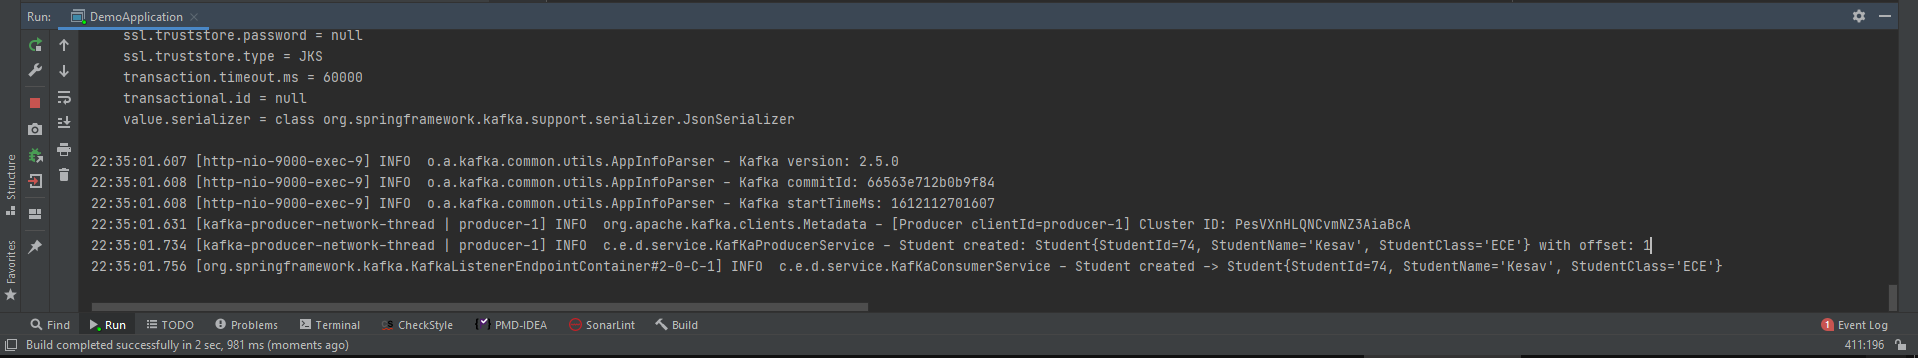 Run: DemoApplication
ssl.truststore.password = null
ssl.truststore.type = JKS
transaction.timeout.ms = 60000
transactional.id = null
value.serializer = class org.springframework.kafka.support.serializer.JsonSerializer
22:35:01.607 [http-nio-9000-exec-9] INFO  o.a.kafka.common.utils.AppInfoParser - Kafka version: 2.5.0
22:35:01.608 [http-nio-9000-exec-9] INFO  o.a.kafka.common.utils.AppInfoParser - Kafka commitId: 66563e712b0b9f84
22:35:01.608 [http-nio-9000-exec-9] INFO  o.a.kafka.common.utils.AppInfoParser - Kafka startTimeMs: 1612112701607
22:35:01.631 [kafka-producer-network-thread | producer-1] INFO  org.apache.kafka.clients.Metadata - [Producer clientId=producer-1] Cluster ID: PesVXnHLQNCvmNZ3AiaBcA
22:35:01.734 [kafka-producer-network-thread | producer-1] INFO  c.e.d.service.KafKaProducerService - Student created: Student{StudentId=74, StudentName='Kesav', StudentClass='ECE'} with offset: 1
22:35:01.756 [org.springframework.kafka.KafkaListenerEndpointContainer#2-0-C-1] INFO  c.e.d.service.KafKaConsumerService - Student created -> Student{StudentId=74, StudentName='Kesav', StudentClass='ECE'}
Structure
Favorites
Find Run TODO Problems Terminal CheckStyle PMD-IDEA SonarLint Build 1 Event Log
Build completed successfully in 2 sec, 981 ms (moments ago) 411:196